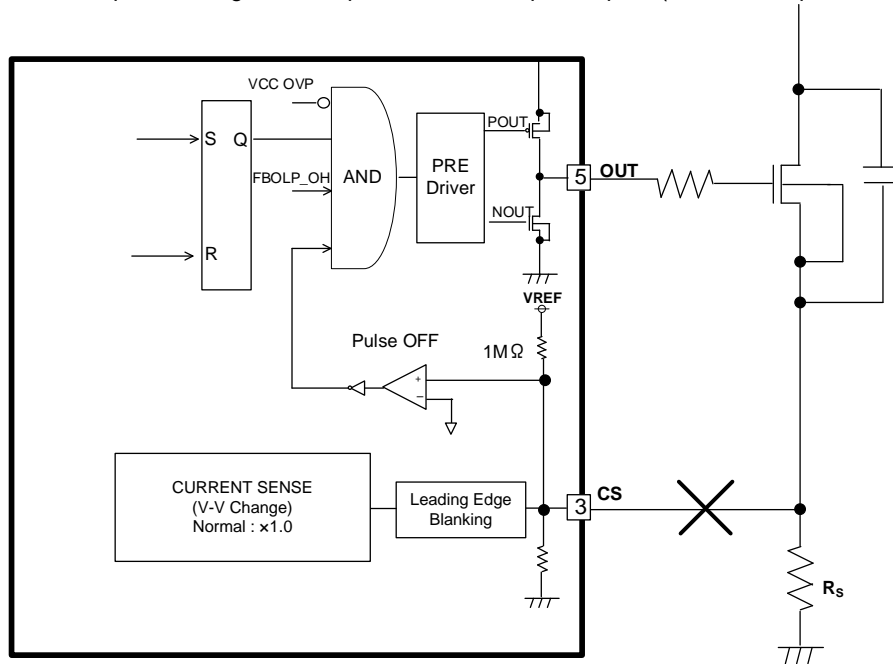 VCC OVP
POUT
S Q
FBOLP_OH
AND
PRE
Driver
5 OUT
NOUT
R
VREF
Pulse OFF
1MΩ
+
−
CURRENT SENSE
(V-V Change)
Normal : ×1.0
Leading Edge
Blanking
3 CS
RS